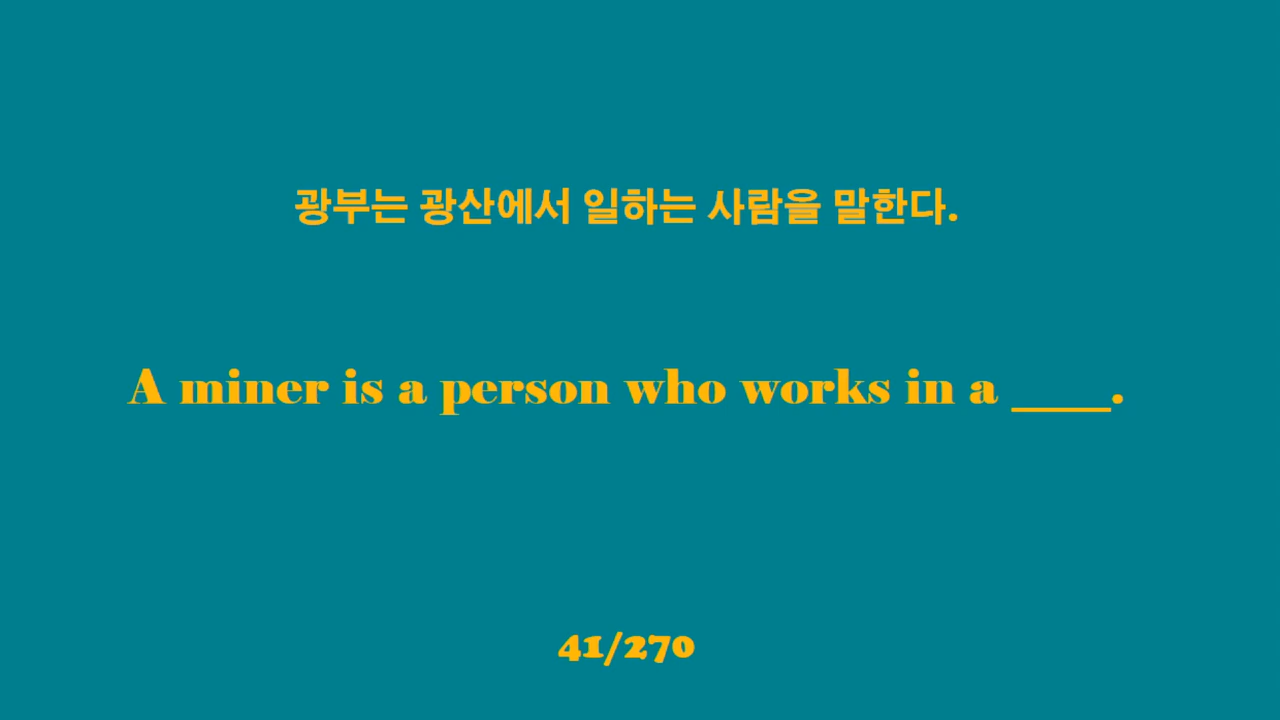 광부는 광산에서 일하는 사람을 말한다.
A miner is a person who works in a ____.
41/270